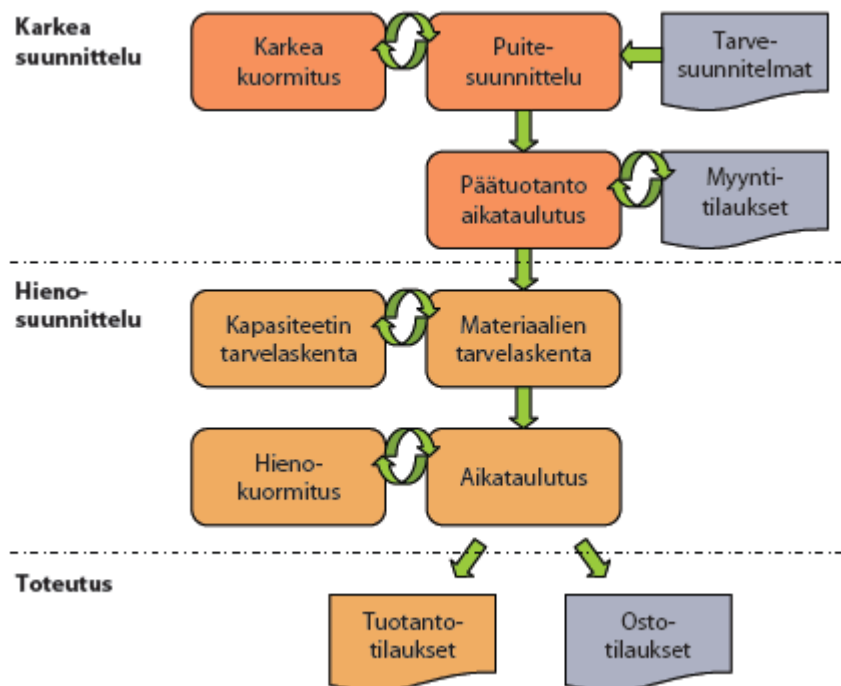 Karkea
suunnittelu
Karkea
kuormitus
Puite-
suunnittelu
Tarve-
suunnitelmat
Päätuotanto
aikataulutus
Myynti-
tilaukset
Hieno-
suunnittelu
Kapasiteetin
tarvelaskenta
Materiaalien
tarvelaskenta
Hieno-
kuormitus
Aikataulutus
Toteutus
Tuotanto-
tilaukset
Osto-
tilaukset